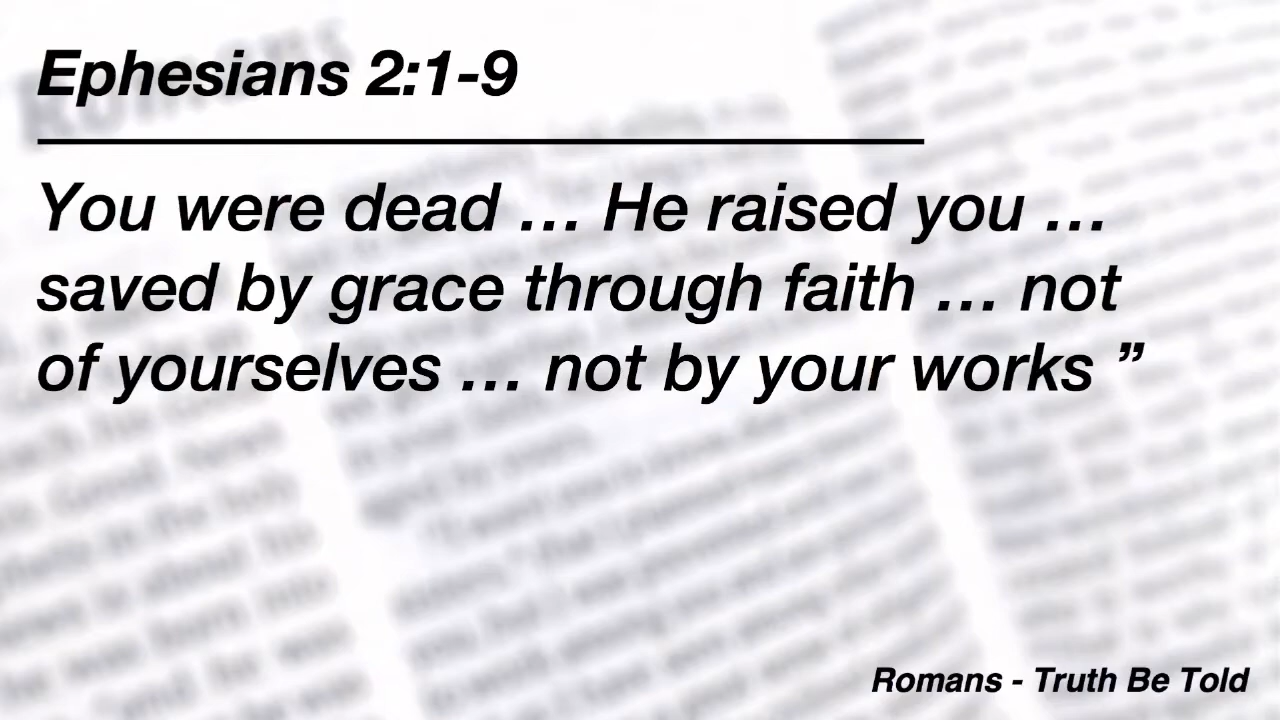 Ephesians 2:1-9
You were dead … He raised you …
saved by grace through faith … not
of yourselves … not by your works ”
Romans - Truth Be Told